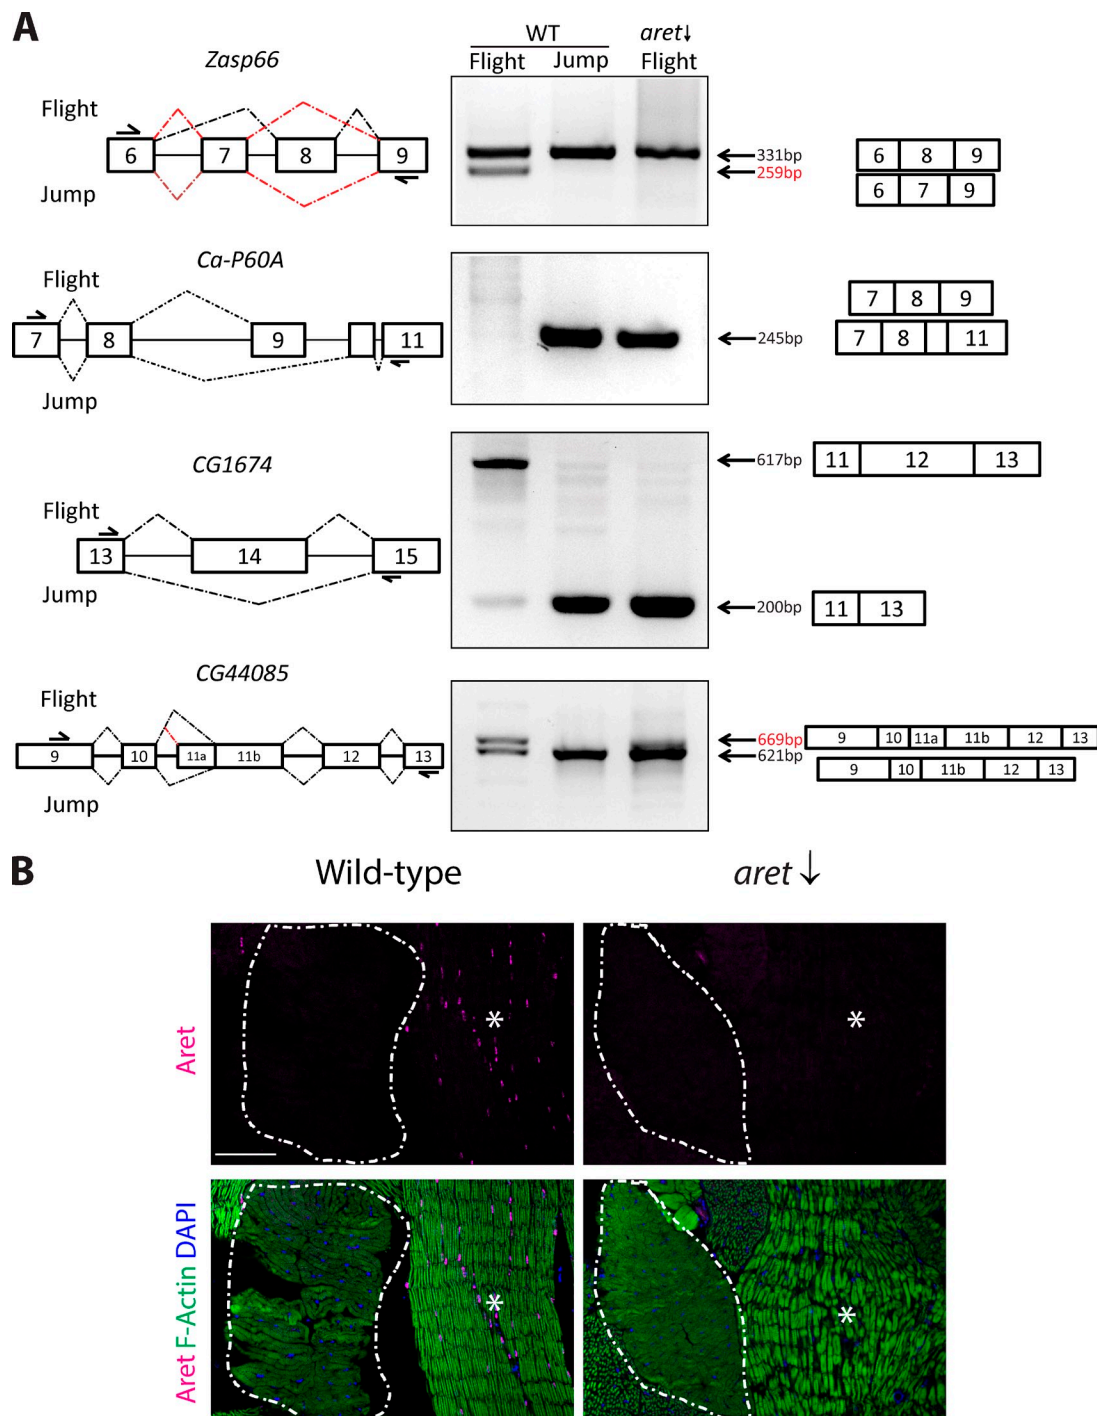 A
WT
aret↓
Flight Jump Flight
Zasp66
Flight
6 7 8 9
Jump
331bp
259bp
6 8 9
6 7 9
Ca-P60A
Flight
7 8 9 11
Jump
245bp
7 8 9
7 8 11
CG1674
Flight
13 14 15
Jump
617bp
11 12 13
200bp
11 13
CG44085
Flight
9 10 11a 11b 12 13
Jump
669bp
621bp
9 10 11a 11b 12 13
9 10 11b 12 13
B
Wild-type aret↓
Aret
*
*
Aret F-Actin DAPI
*
*